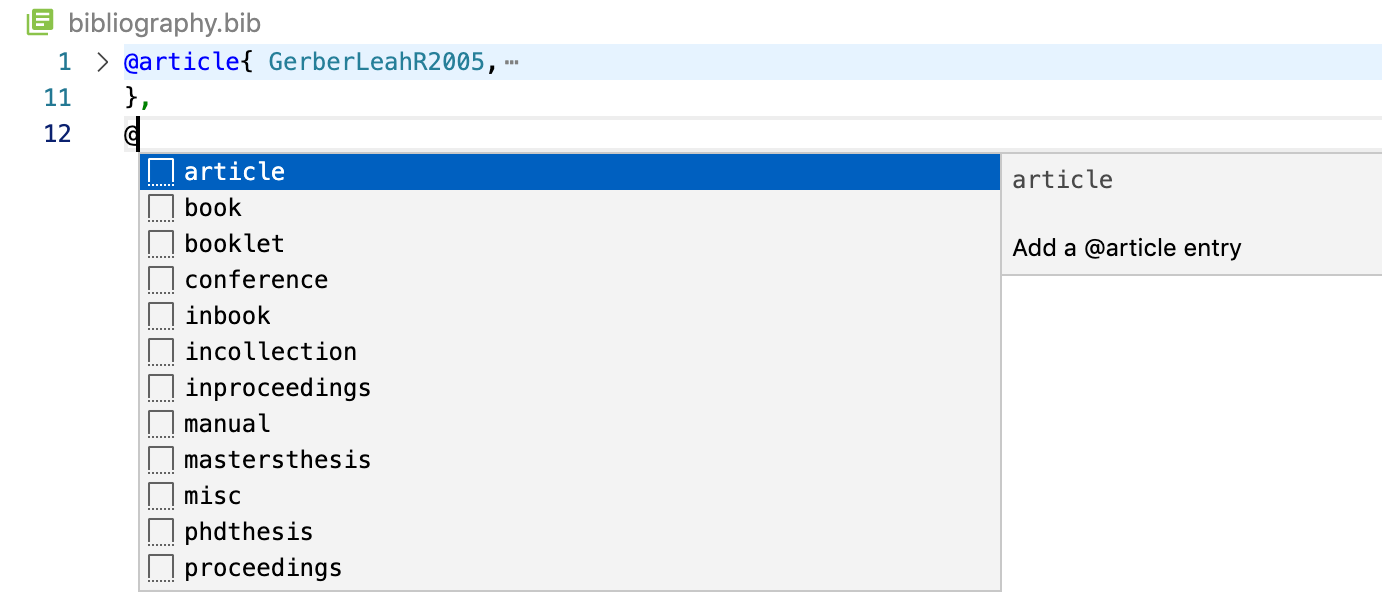 bibliography.bib
1 > @article{ GerberLeahR2005,⋯
11 },
12 @
article
book
booklet
conference
inbook
incollection
inproceedings
manual
mastersthesis
misc
phdthesis
proceedings
article
Add a @article entry